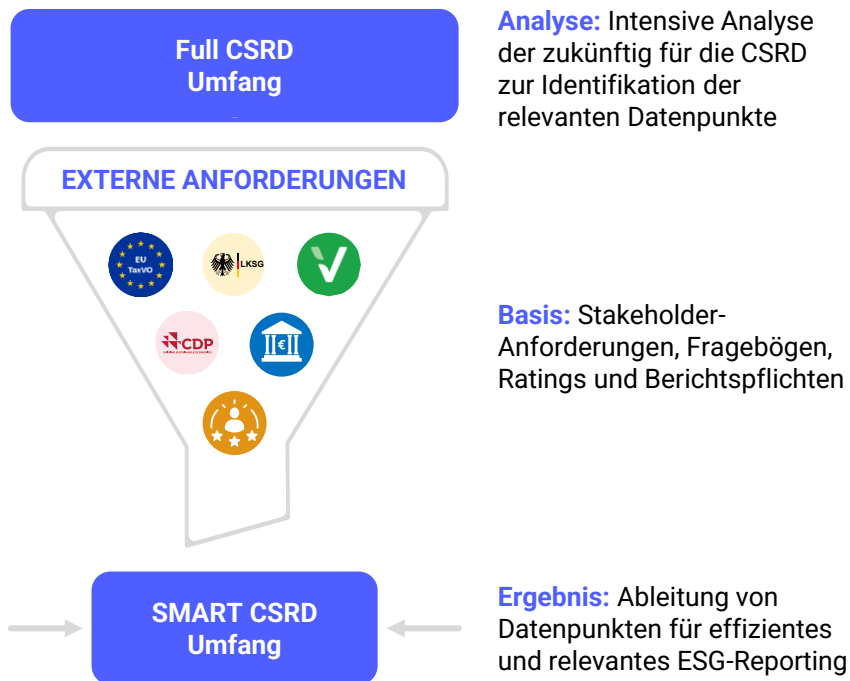 Full CSRD
Umfang
Analyse: Intensive Analyse
der zukünftig für die CSRD
zur Identifikation der
relevanten Datenpunkte
EXTERNE ANFORDERUNGEN
EU
TaxVO
LKSG
CDP
€
Basis: Stakeholder-
Anforderungen, Fragebögen,
Ratings und Berichtspflichten
SMART CSRD
Umfang
Ergebnis: Ableitung von
Datenpunkten für effizientes
und relevantes ESG-Reporting